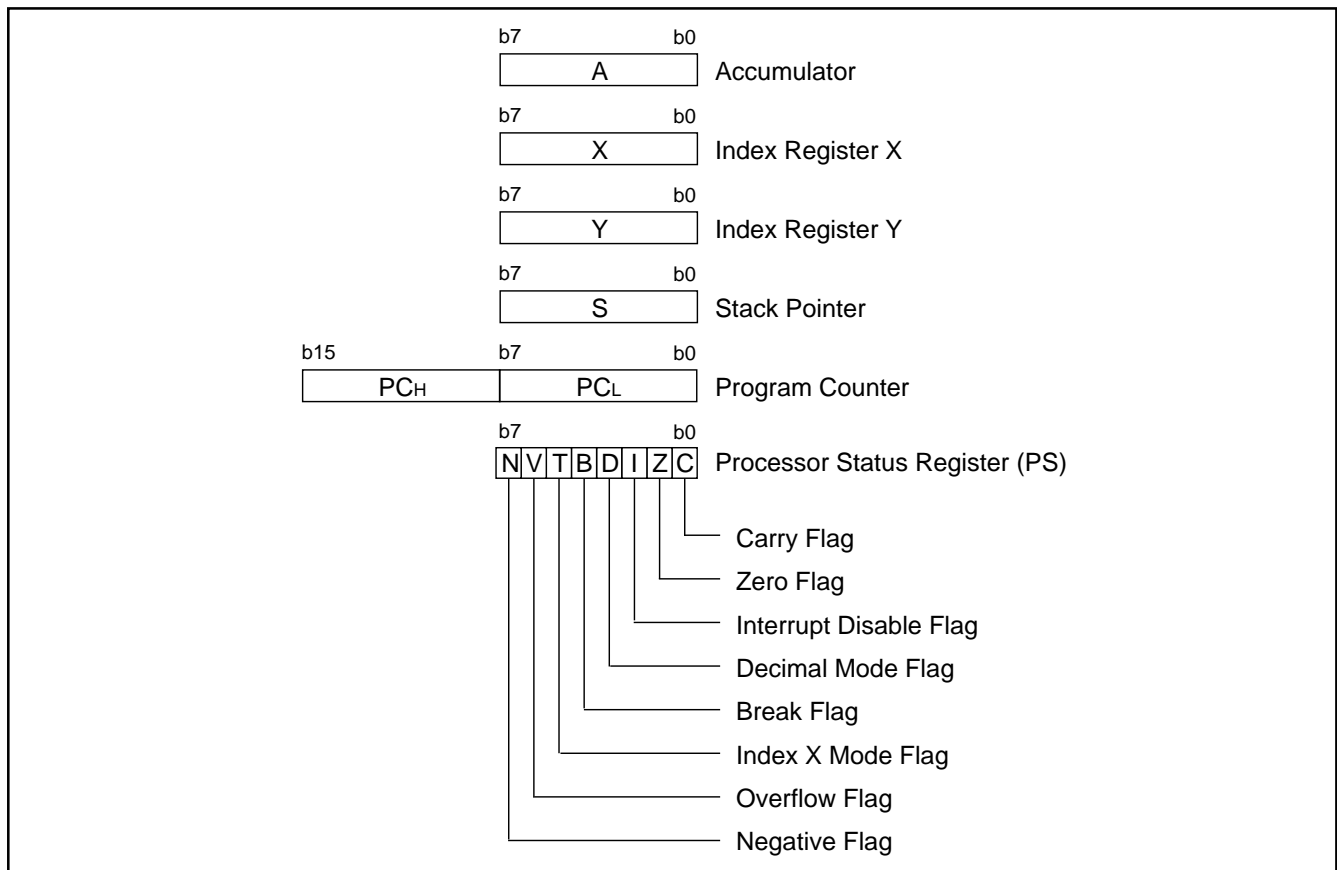 b7 b0
A Accumulator
b7 b0
X Index Register X
b7 b0
Y Index Register Y
b7 b0
S Stack Pointer
b15 b7 b0
PCH PCL Program Counter
b7 b0
N V T B D I Z C Processor Status Register (PS)
Carry Flag
Zero Flag
Interrupt Disable Flag
Decimal Mode Flag
Break Flag
Index X Mode Flag
Overflow Flag
Negative Flag